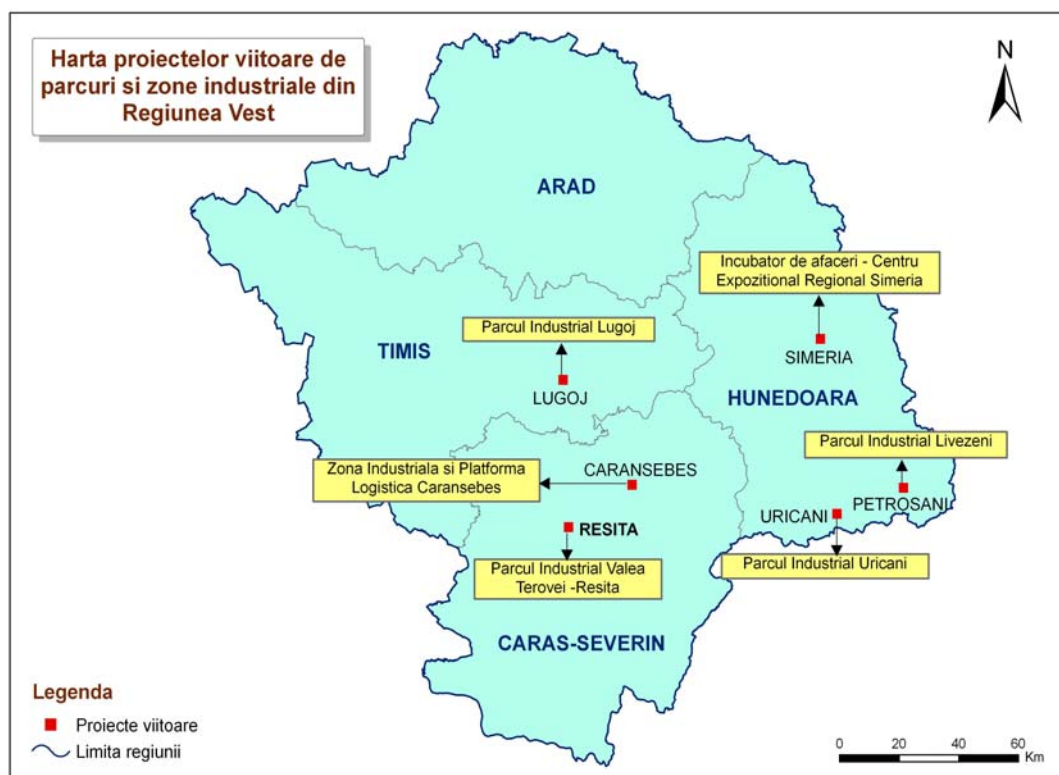 Harta proiectelor viitoare de
parcuri si zone industriale din
Regiunea Vest
N
ARAD
Incubator de afaceri - Centru
Expozitional Regional Simeria
Parcul Industrial Lugoj
TIMIS
SIMERIA
LUGOJ
HUNEDOARA
Parcul Industrial Livezeni
Zona Industriala si Platforma
Logistica Caransebes
CARANSEBES
PETROSANI
URICANI
RESITA
Parcul Industrial Uricani
Parcul Industrial Valea
Terovei -Resita
CARAS-SEVERIN
Legenda
Proiecte viitoare
Limita regiunii
0 20 40 60
Km